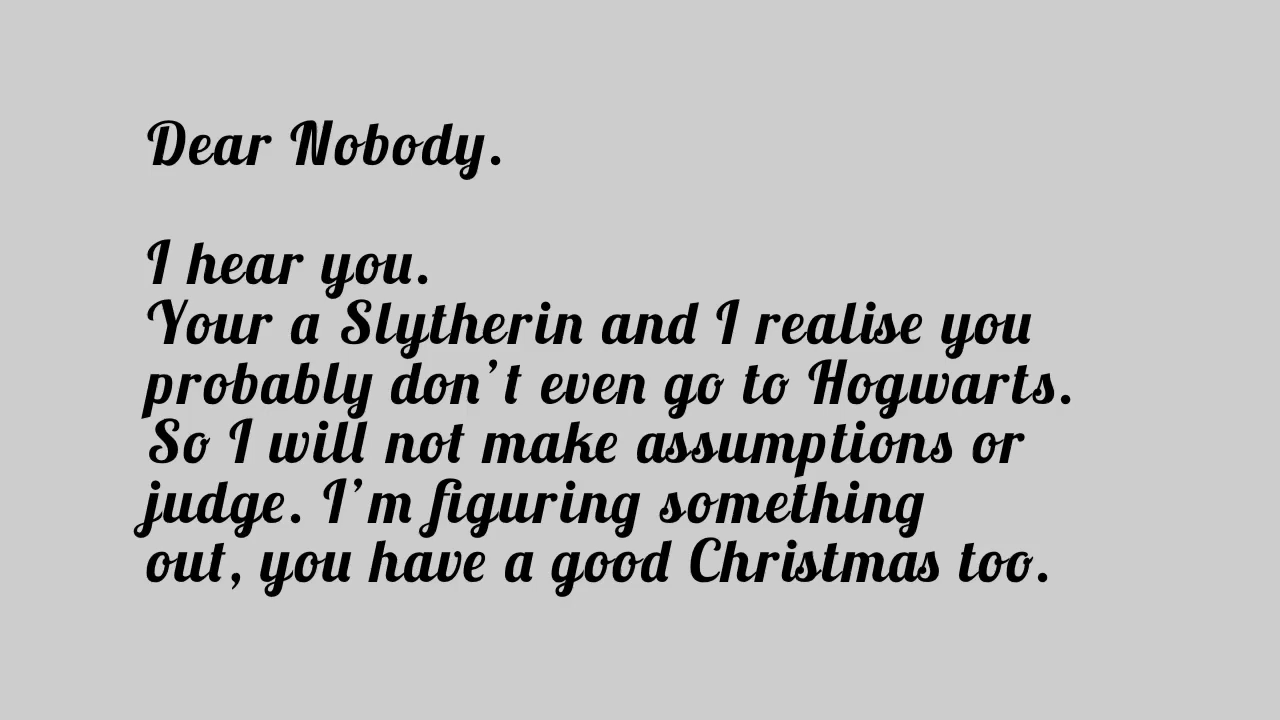 Dear Nobody.
I hear you.
Your a Slytherin and I realise you
probably don’t even go to Hogwarts.
So I will not make assumptions or
judge. I’m figuring something
out, you have a good Christmas too.